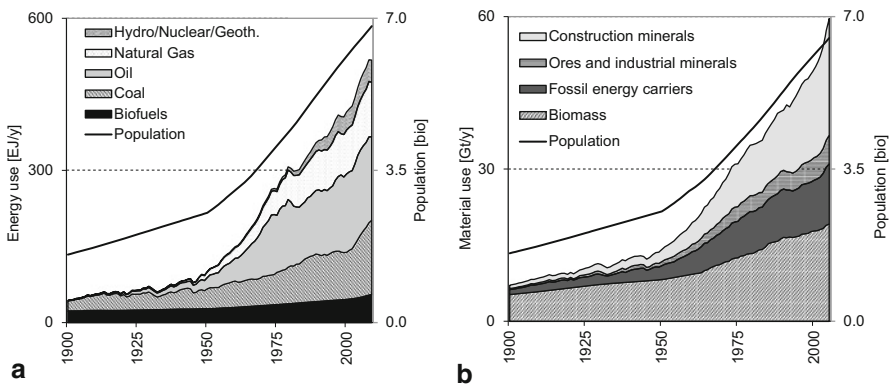 600
7.0
Hydro/Nuclear/Geoth.
Natural Gas
Oil
Coal
Biofuels
Population
300
3.5
0
0.0
Energy use [EJ/y]
Population [bio]
1900
1925
1950
1975
2000
a
60
7.0
Construction minerals
Ores and industrial minerals
Fossil energy carriers
Biomass
Population
30
3.5
0
0.0
Material use [Gt/y]
Population [bio]
1900
1925
1950
1975
2000
b